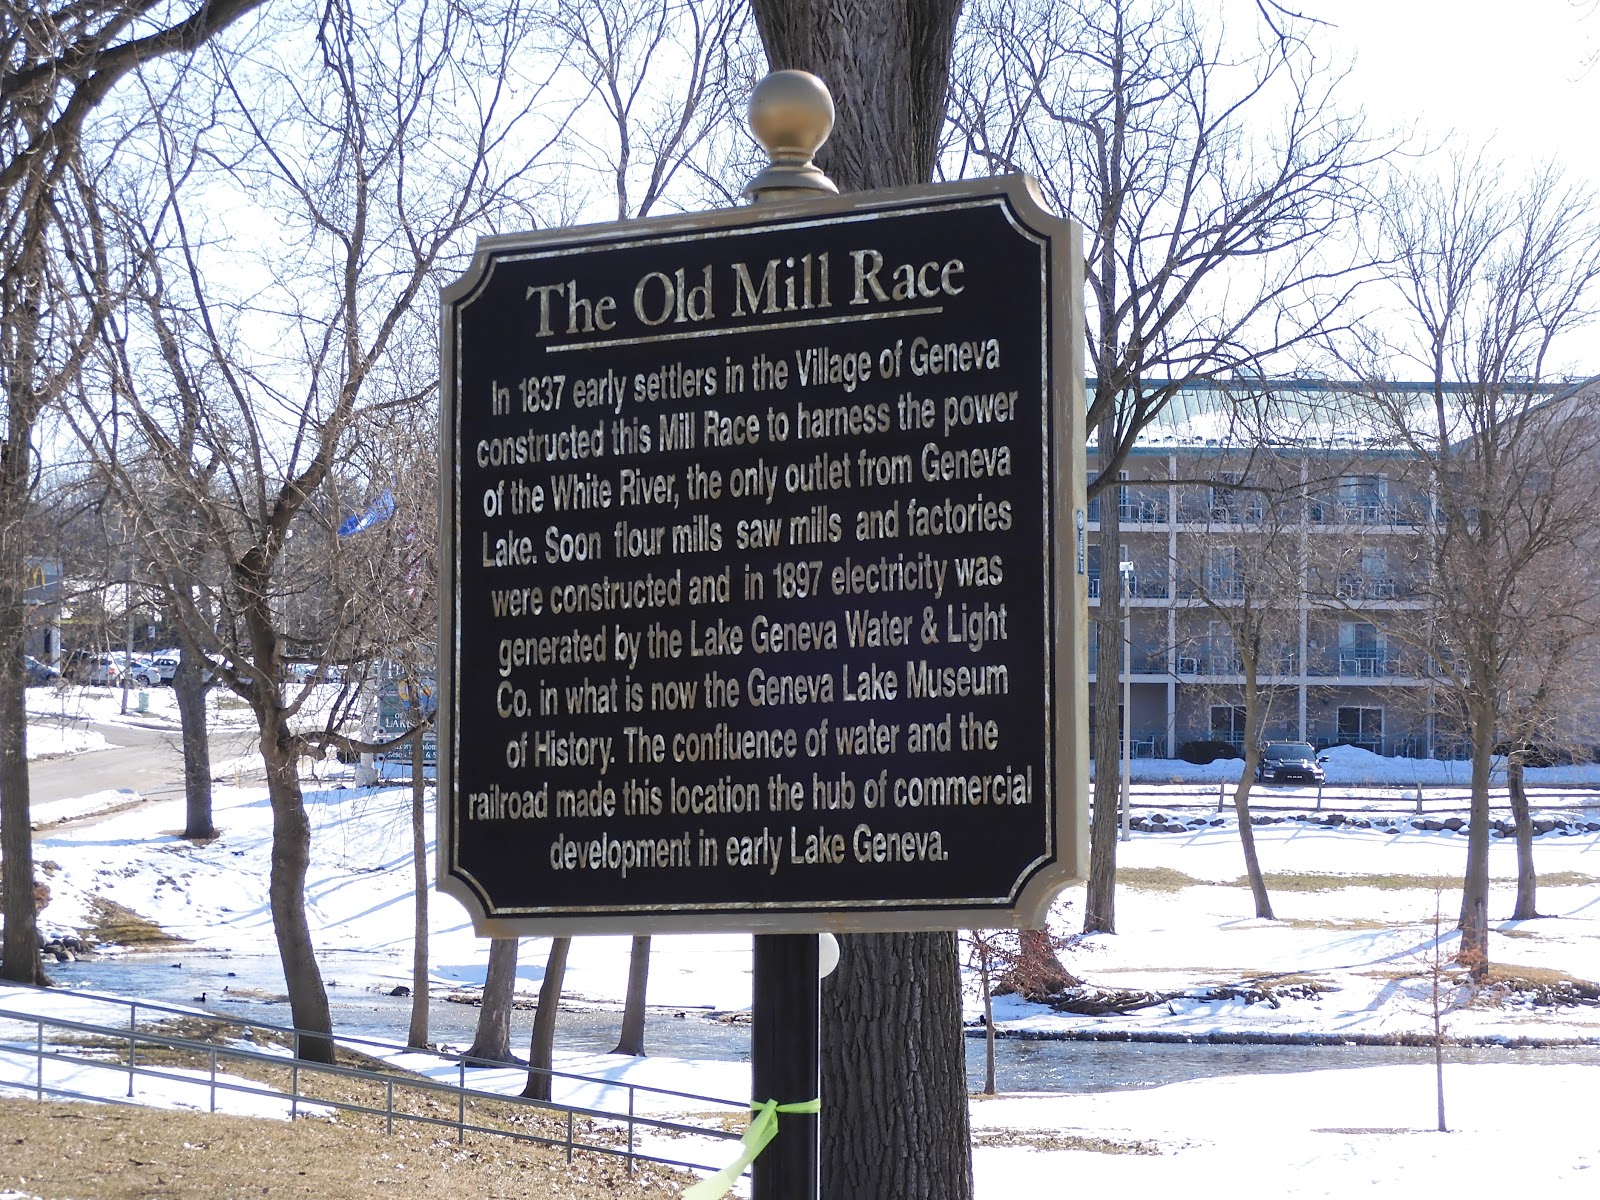 The Old Mill Race
In 1837 early settlers in the Village of Geneva
constructed this Mill Race to harness the power
of the White River, the only outlet from Geneva
Lake. Soon flour mills saw mills and factories
were constructed and in 1897 electricity was
generated by the Lake Geneva Water & Light
Co. in what is now the Geneva Lake Museum
of History. The confluence of water and the
railroad made this location the hub of commercial
development in early Lake Geneva.